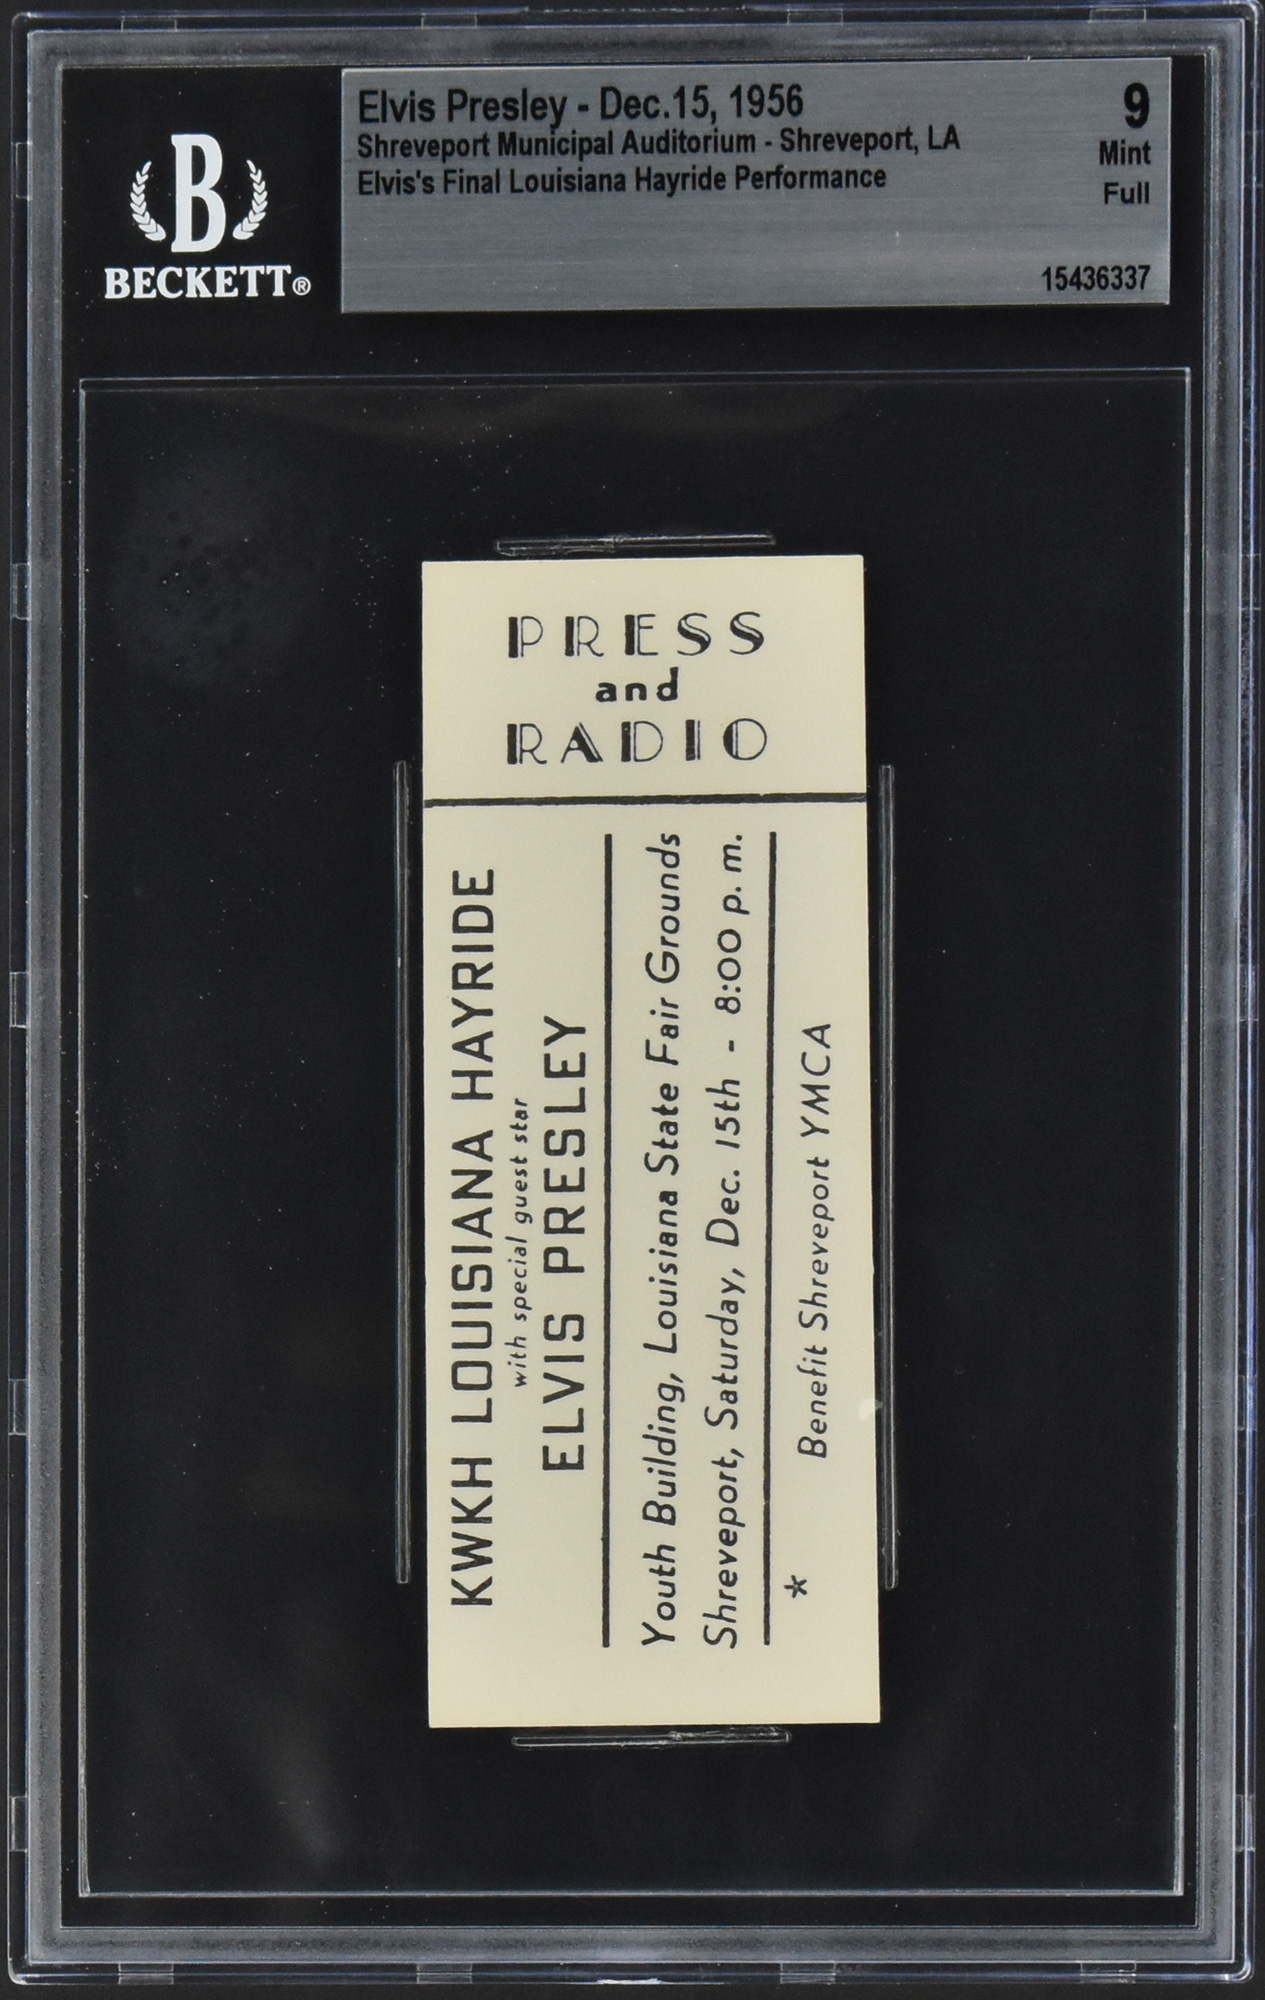 B
BECKETT®
Elvis Presley - Dec.15, 1956
Shreveport Municipal Auditorium - Shreveport, LA
Elvis's Final Louisiana Hayride Performance
9
Mint
Full
15436337
PRESS
and
RADIO
KWKH LOUISIANA HAYRIDE
with special guest star
ELVIS PRESLEY
Youth Building, Louisiana State Fair Grounds
Shreveport, Saturday, Dec. 15th - 8:00 p. m.
* Benefit Shreveport YMCA